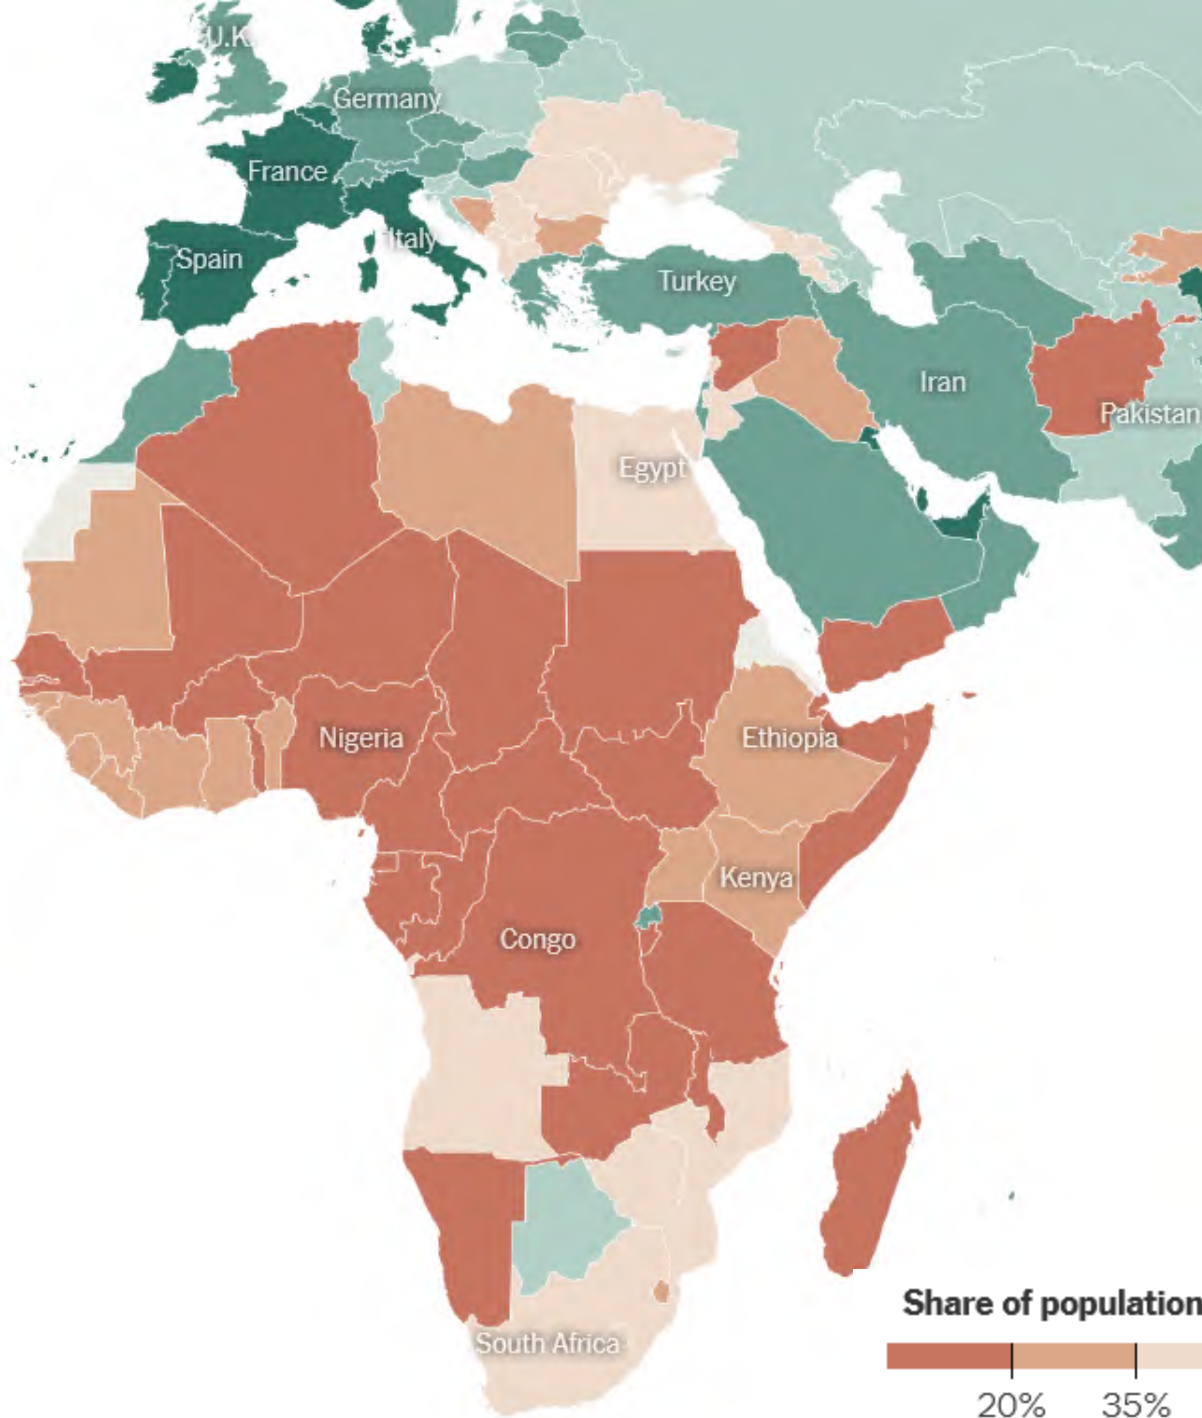 U.K.
Germany
France
Italy
Spain
Turkey
Iran
Pakistan
Egypt
Nigeria
Ethiopia
Kenya
Congo
South Africa
Share of population
20% 35%